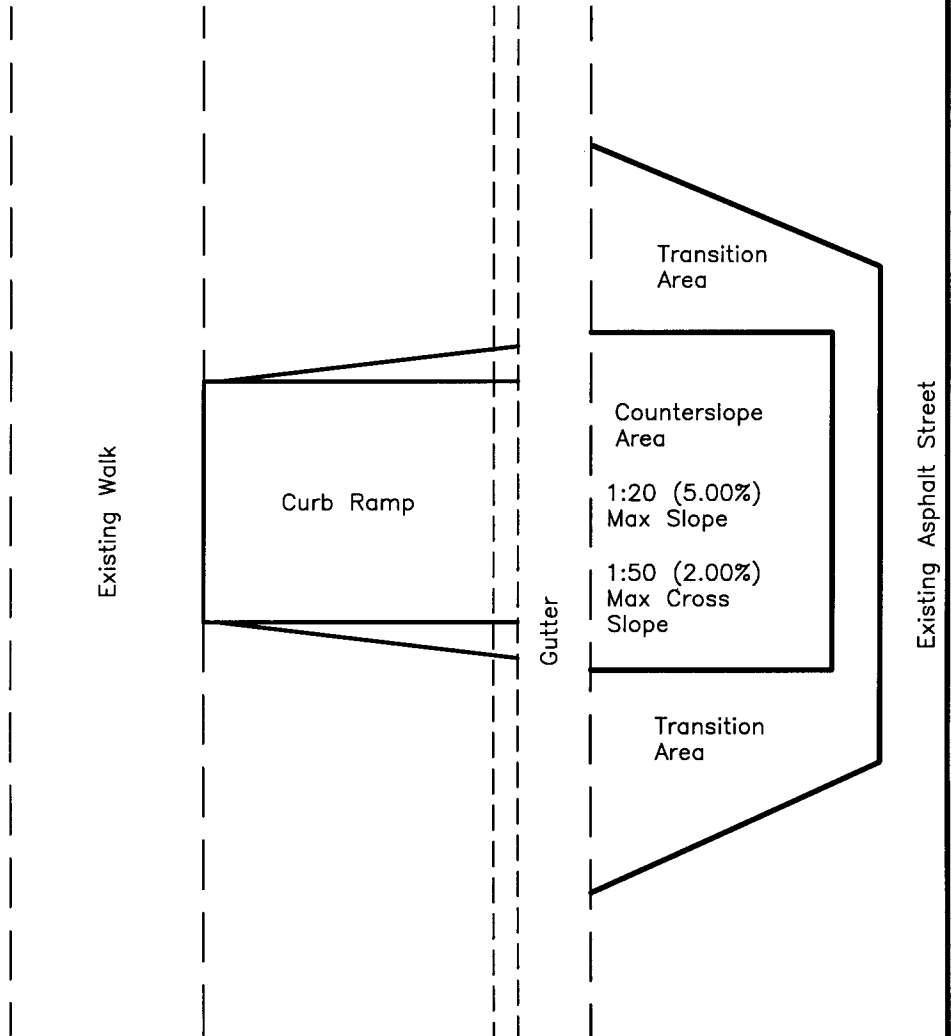 Existing Walk
Curb Ramp
Gutter
Transition
Area
Counterslope
Area
1:20 (5.00%)
Max Slope
1:50 (2.00%)
Max Cross
Slope
Transition
Area
Existing Asphalt Street